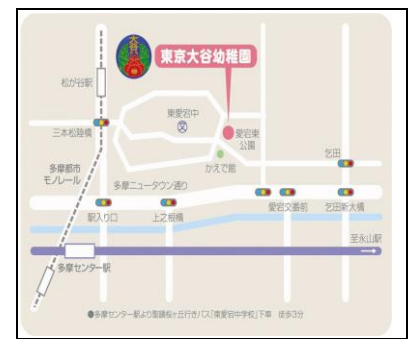 東京大谷幼稚園
松が谷駅
東愛宕中
文
三本松陸橋
愛宕東
公園
乞田
かえで館
多摩都市
モノレール
多摩ニュータウン通り
駅入り口
上之根橋
愛宕交番前
乞田新大橋
至永山駅
多摩センター駅
●多摩センター駅より聖蹟桜ヶ丘行きバス「東愛宕中学校」下車 徒歩3分